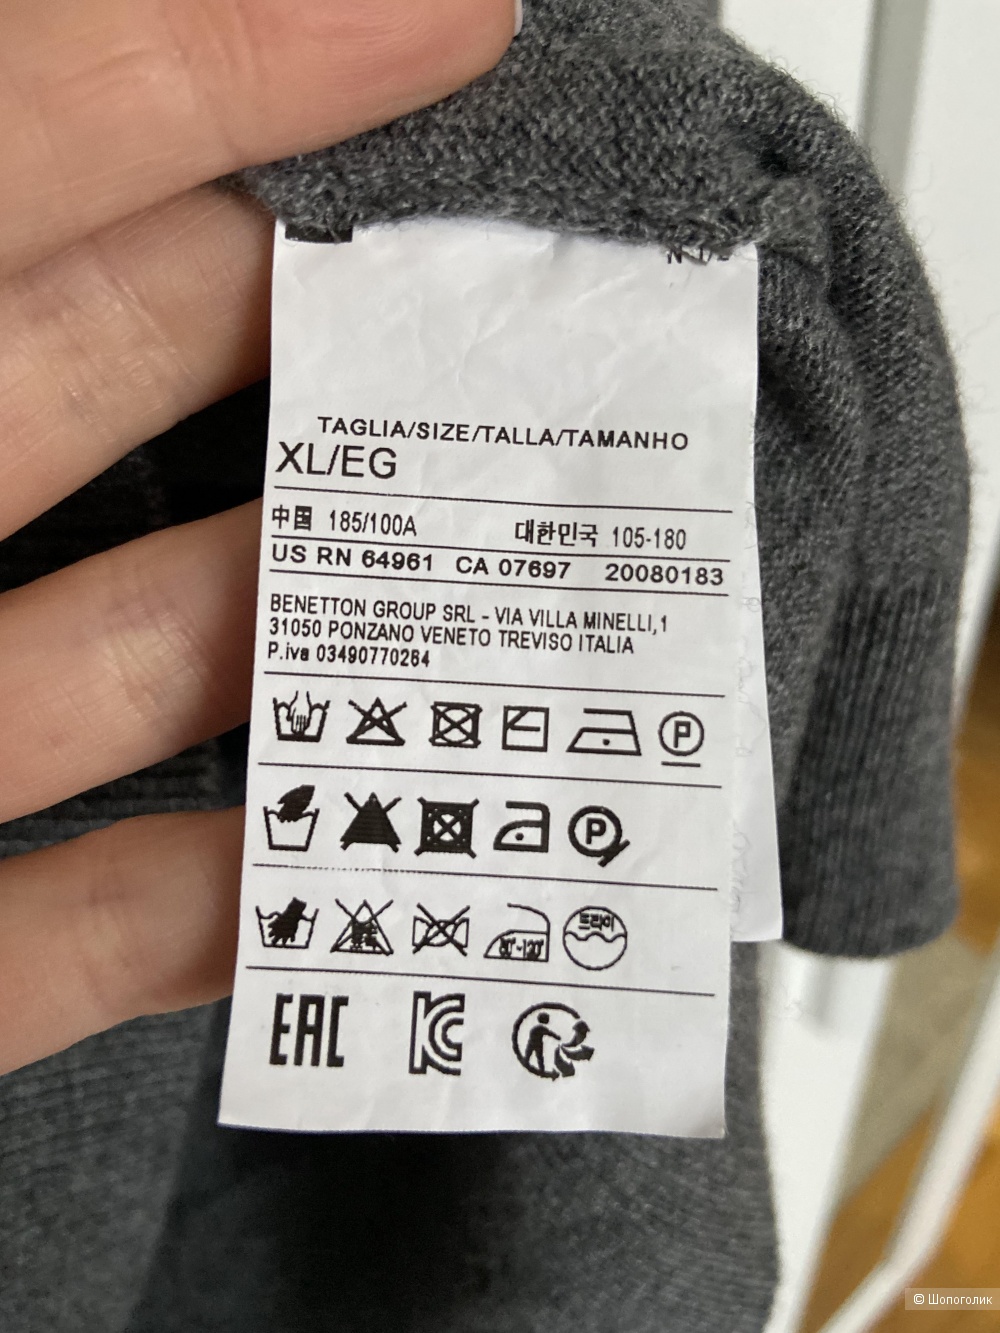 TAGLIA/SIZE/TALLA/TAMANHO
XL/EG
中国 185/100A 대한민국 105-180
US RN 64961 CA 07697 20080183
BENETTON GROUP SRL - VIA VILLA MINELLI,1
31050 PONZANO VENETO TREVISO ITALIA
P.iva 03490770264
P
P
80°-120° 드라이
EAC KC
© Шопоголик